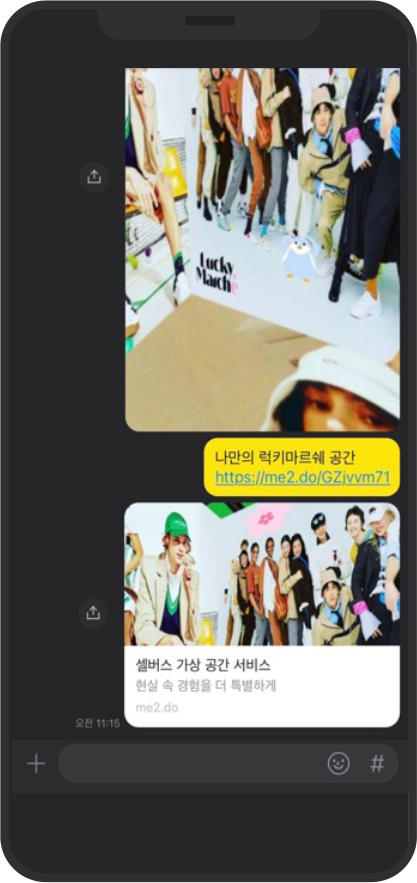 Lucky
Marché
나만의 럭키마르쉐 공간
https://me2.do/GZjvvm71
셀버스 가상 공간 서비스
현실 속 경험을 더 특별하게
me2.do
오전 11:15
#